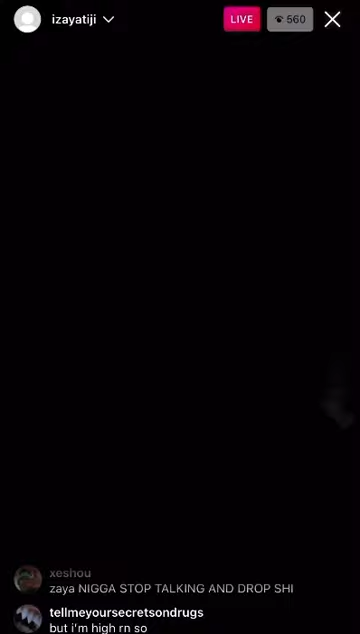 izayatiji
LIVE
560
xeshou
zaya NIGGA STOP TALKING AND DROP SHI
tellmeyoursecretsondrugs
but i'm high rn so